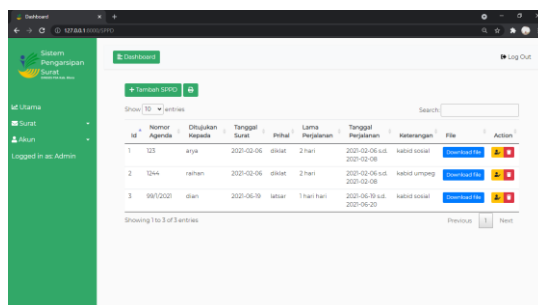 Dashboard
127.0.0.1:8000/SPPD
Sistem
Pengarsipan
Surat
Dashboard
Log Out
+ Tambah SPPD
Utama
Surat
Akun
Logged in as: Admin
Show 10 entries
Search:
Id
Nomor Agenda
Ditujukan Kepada
Tanggal Surat
Prihal
Lama Perjalanan
Tanggal Perjalanan
Keterangan
File
Action
1 123 arya 2021-02-06 diklat 2 hari 2021-02-06 s.d. 2021-02-08 kabid sosial Download file
2 1244 raihan 2021-02-06 diklat 2 hari 2021-02-06 s.d. 2021-02-08 kabid umpeg Download file
3 99/1/2021 dian 2021-06-19 latsar 1 hari hari 2021-06-19 s.d. 2021-06-20 kabid sosial Download file
Showing 1 to 3 of 3 entries
Previous 1 Next